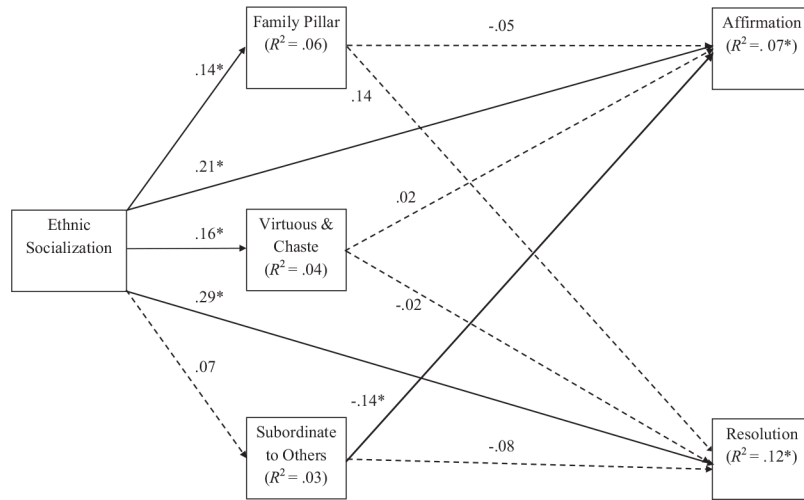 Family Pillar
(R² = .06)
-.05
Affirmation
(R² = . 07*)
.14*
.14
.21*
.02
Ethnic
Socialization
.16*
Virtuous &
Chaste
(R² = .04)
.29*
-.02
.07
-.14*
Subordinate
to Others
(R² = .03)
-.08
Resolution
(R² = .12*)